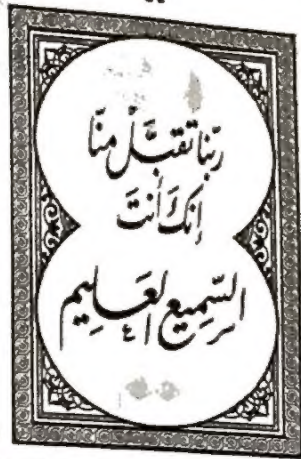 ربنا تقبل منا
إنك أنت
السميع العليم